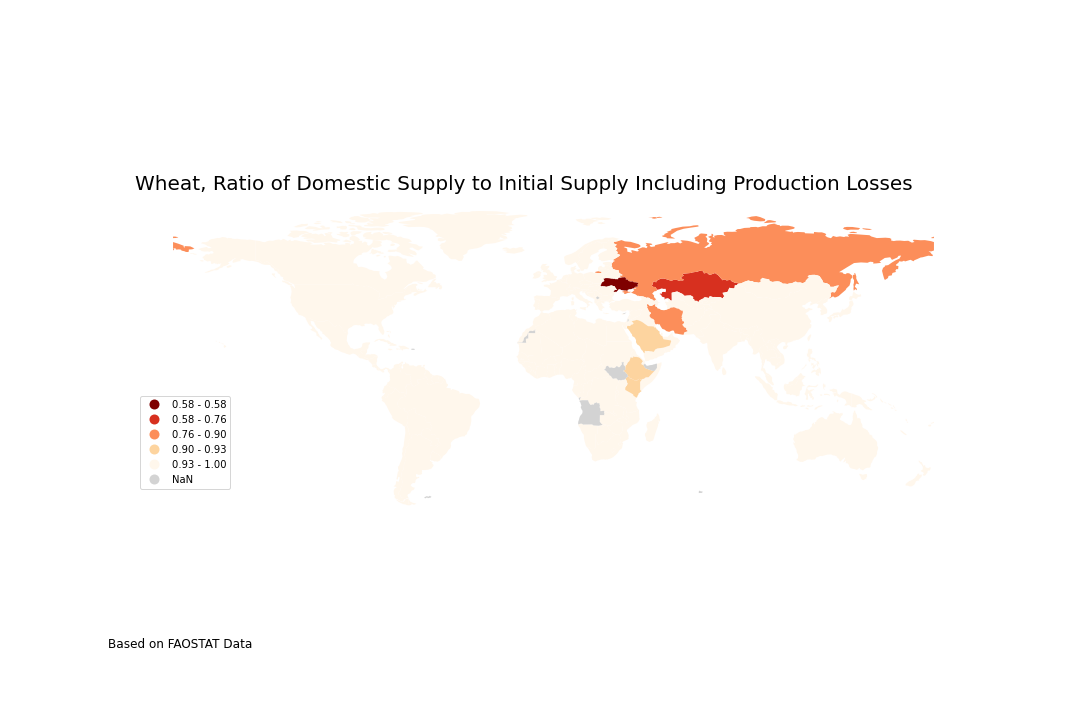 Wheat, Ratio of Domestic Supply to Initial Supply Including Production Losses
0.58 - 0.58
0.58 - 0.76
0.76 - 0.90
0.90 - 0.93
0.93 - 1.00
NaN
Based on FAOSTAT Data